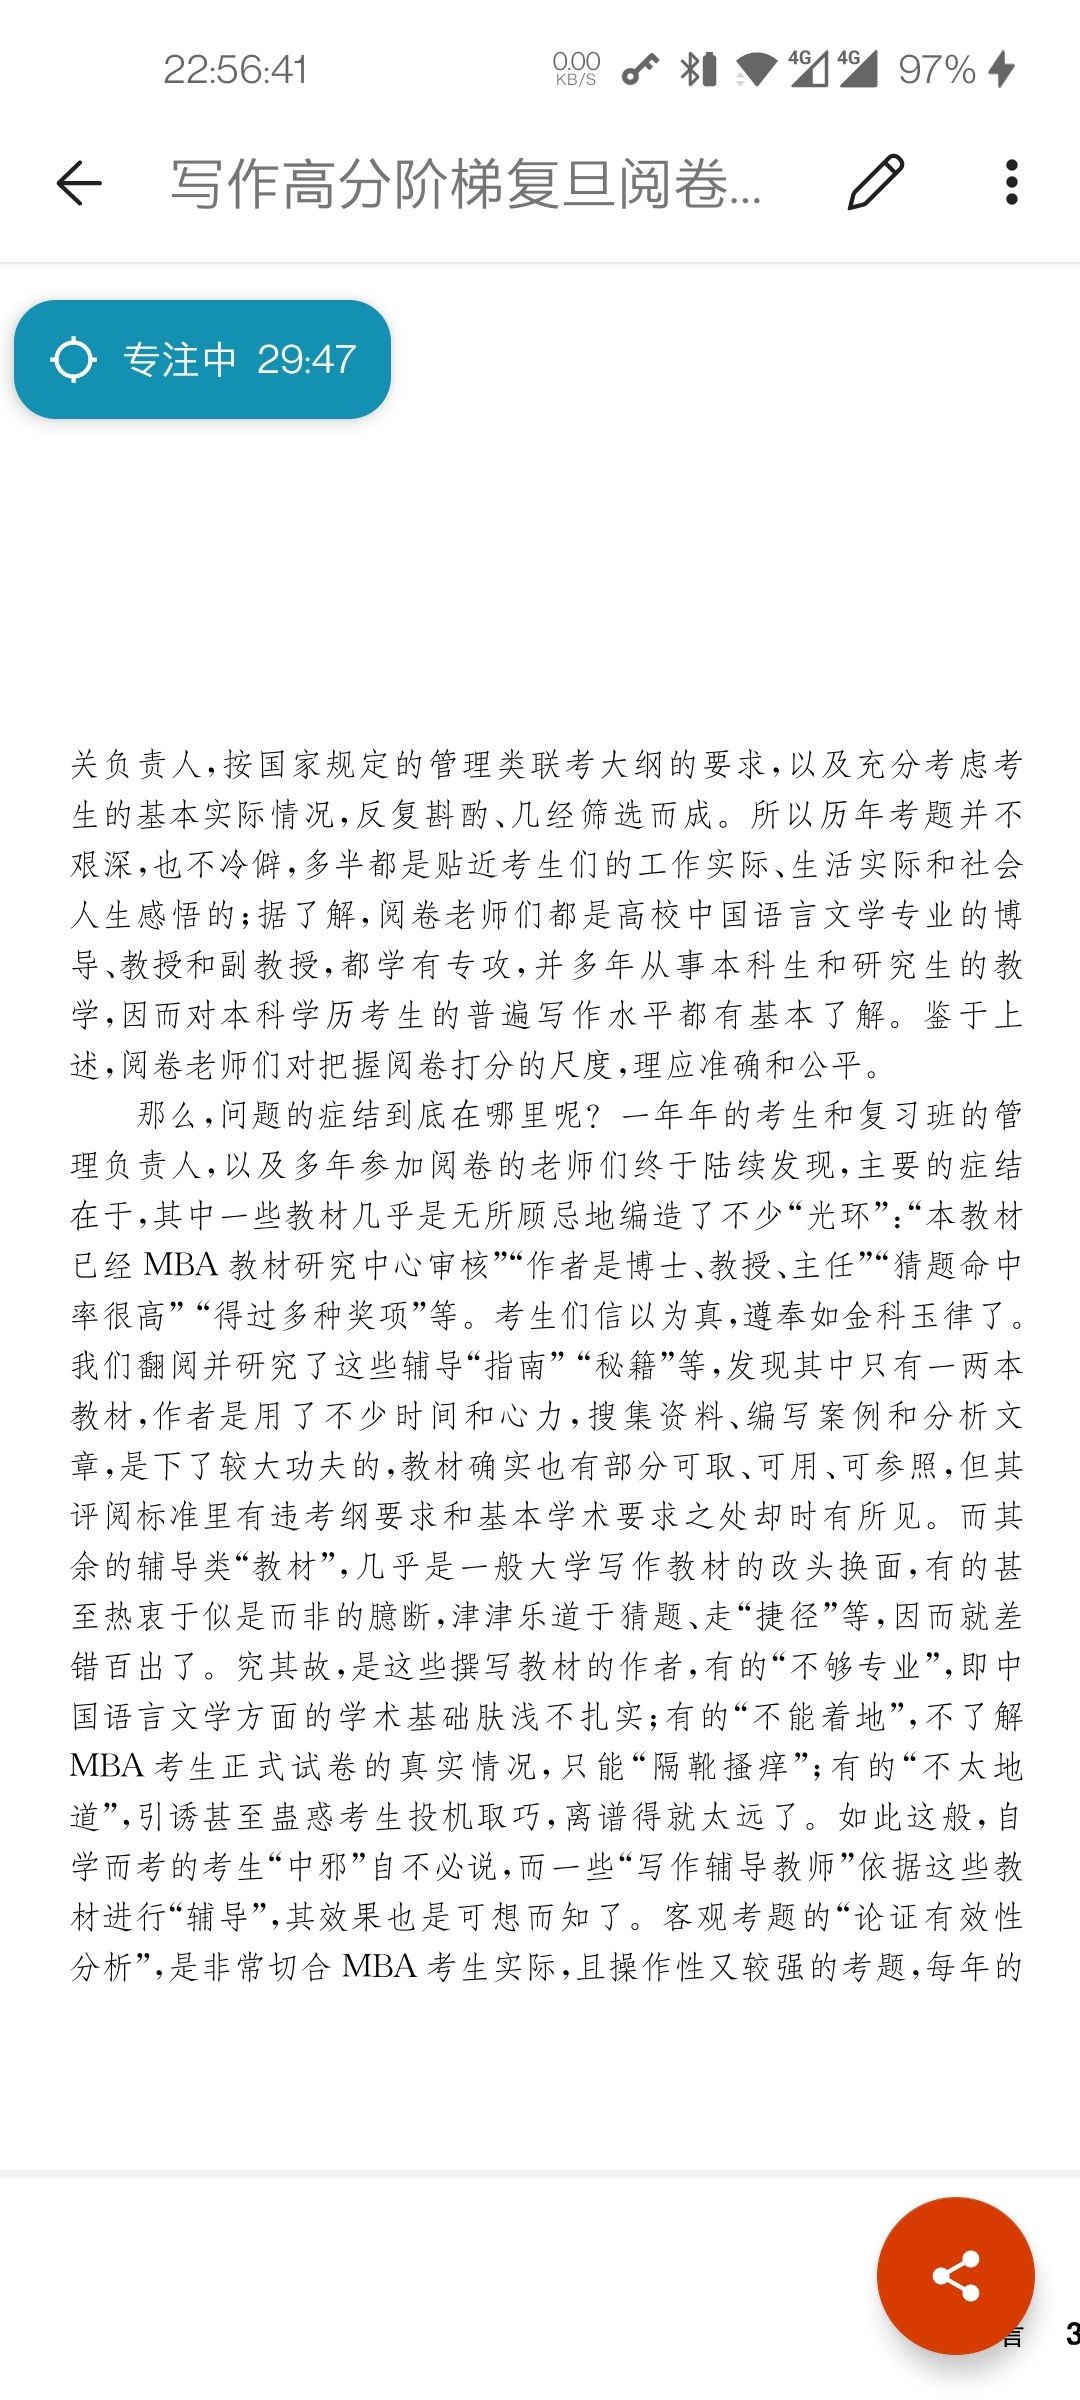 22:56:41 0.00 KB/S 4G 4G 97%
写作高分阶梯复旦阅卷...
专注中 29:47
关负责人,按国家规定的管理类联考大纲的要求,以及充分考虑考
生的基本实际情况,反复斟酌、几经筛选而成。所以历年考题并不
艰深,也不冷僻,多半都是贴近考生们的工作实际、生活实际和社会
人生感悟的;据了解,阅卷老师们都是高校中国语言文学专业的博
导、教授和副教授,都学有专攻,并多年从事本科生和研究生的教
学,因而对本科学历考生的普遍写作水平都有基本了解。鉴于上
述,阅卷老师们对把握阅卷打分的尺度,理应准确和公平。
那么,问题的症结到底在哪里呢?一年年的考生和复习班的管
理负责人,以及多年参加阅卷的老师们终于陆续发现,主要的症结
在于,其中一些教材几乎是无所顾忌地编造了不少“光环”:“本教材
已经 MBA 教材研究中心审核”“作者是博士、教授、主任”“猜题命中
率很高”“得过多种奖项”等。考生们信以为真,遵奉如金科玉律了。
我们翻阅并研究了这些辅导“指南”“秘籍”等,发现其中只有一两本
教材,作者是用了不少时间和心力,搜集资料、编写案例和分析文
章,是下了较大功夫的,教材确实也有部分可取、可用、可参照,但其
评阅标准里有违考纲要求和基本学术要求之处却时有所见。而其
余的辅导类“教材”,几乎是一般大学写作教材的改头换面,有的甚
至热衷于似是而非的臆断,津津乐道于猜题、走“捷径”等,因而就差
错百出了。究其故,是这些撰写教材的作者,有的“不够专业”,即中
国语言文学方面的学术基础肤浅不扎实;有的“不能着地”,不了解
MBA 考生正式试卷的真实情况,只能“隔靴搔痒”;有的“不太地
道”,引诱甚至蛊惑考生投机取巧,离谱得就太远了。如此这般,自
学而考的考生“中邪”自不必说,而一些“写作辅导教师”依据这些教
材进行“辅导”,其效果也是可想而知了。客观考题的“论证有效性
分析”,是非常切合 MBA 考生实际,且操作性又较强的考题,每年的
言 3